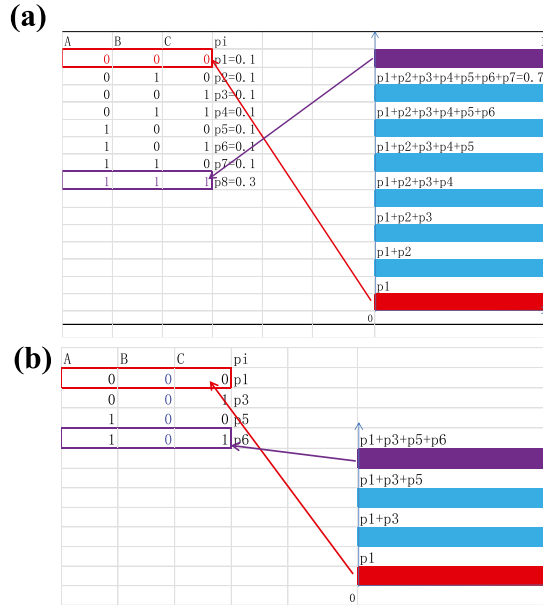 (a)
A B C pi
0 0 0 p1=0.1
0 1 0 p2=0.1
0 0 1 p3=0.1
0 1 1 p4=0.1
1 0 0 p5=0.1
1 0 1 p6=0.1
1 1 0 p7=0.1
1 1 1 p8=0.3
p1+p2+p3+p4+p5+p6+p7=0.7
p1+p2+p3+p4+p5+p6
p1+p2+p3+p4+p5
p1+p2+p3+p4
p1+p2+p3
p1+p2
p1
0
(b)
A B C pi
0 0 0 p1
0 0 1 p3
1 0 0 p5
1 0 1 p6
p1+p3+p5+p6
p1+p3+p5
p1+p3
p1
0